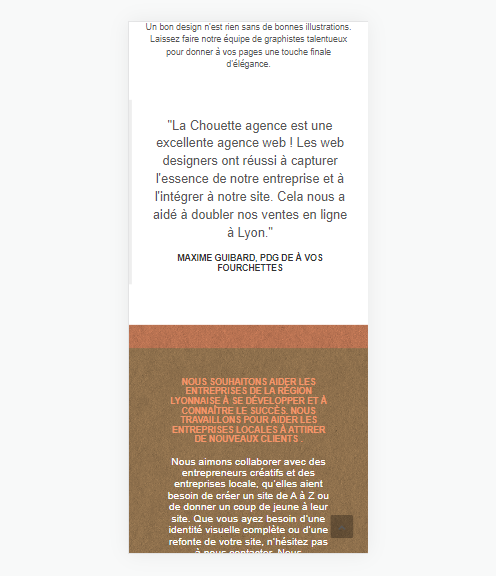 Un bon design n'est rien sans de bonnes illustrations.
Laissez faire notre équipe de graphistes talentueux
pour donner à vos pages une touche finale
d'élégance.
"La Chouette agence est une
excellente agence web ! Les web
designers ont réussi à capturer
l'essence de notre entreprise et à
l'intégrer à notre site. Cela nous a
aidé à doubler nos ventes en ligne
à Lyon."
MAXIME GUIBARD, PDG DE À VOS
FOURCHETTES
NOUS SOUHAITONS AIDER LES
ENTREPRISES DE LA RÉGION
LYONNAISE À SE DÉVELOPPER ET À
CONNAÎTRE LE SUCCÈS. NOUS
TRAVAILLONS POUR AIDER LES
ENTREPRISES LOCALES À ATTIRER
DE NOUVEAUX CLIENTS .
Nous aimons collaborer avec des
entrepreneurs créatifs et des
entreprises locale, qu'elles aient
besoin de créer un site de A à Z ou
de donner un coup de jeune à leur
site. Que vous ayez besoin d'une
identité visuelle complète ou d'une
refonte de votre site, n'hésitez pas
à nous contacter. Nous